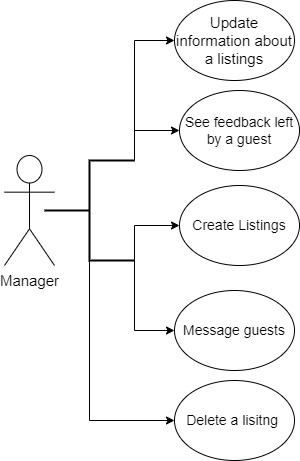 Update
information about
a listings
See feedback left
by a guest
Create Listings
Manager
Message guests
Delete a lisitng